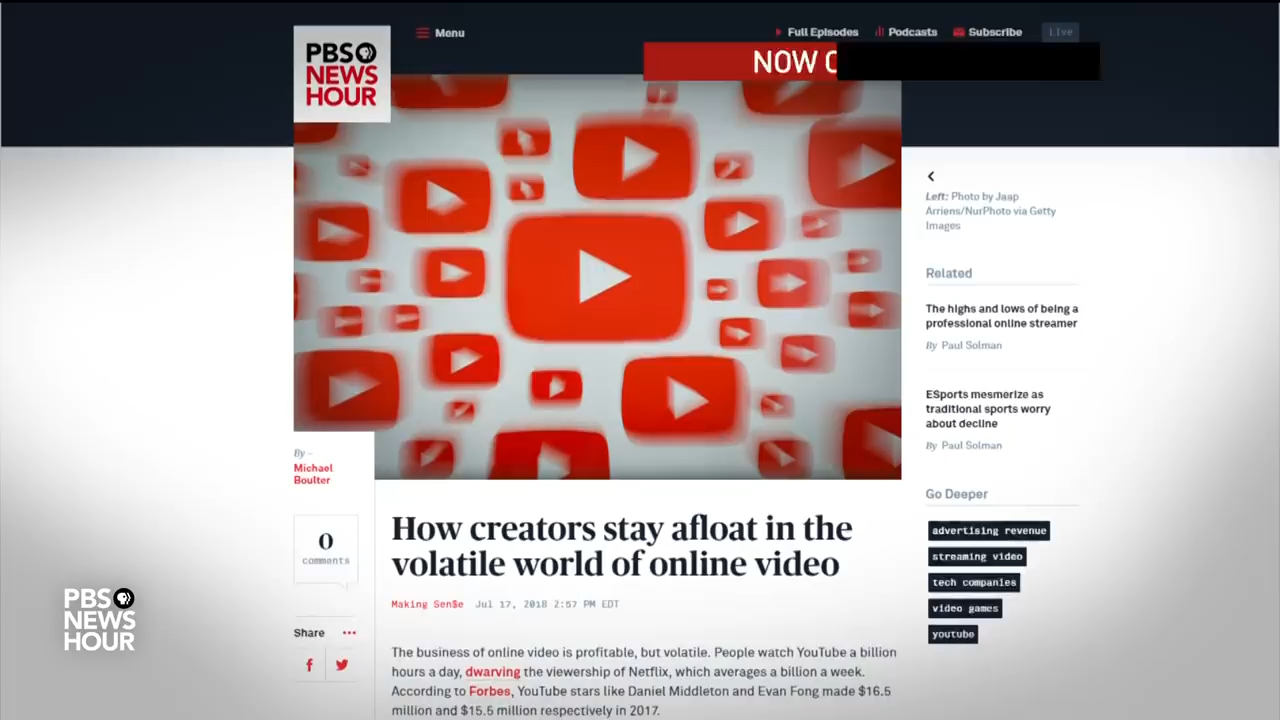 PBS
NEWS
HOUR
Menu
Full Episodes
Podcasts
Subscribe
Live
NOW
Left: Photo by Jaap
Arriens/NurPhoto via Getty
Images
Related
The highs and lows of being a
professional online streamer
By Paul Solman
ESports mesmerize as
traditional sports worry
about decline
By Paul Solman
Go Deeper
advertising revenue
streaming video
tech companies
video games
youtube
By –
Michael
Boulter
0
comments
Share
How creators stay afloat in the
volatile world of online video
Making Sen$e Jul 17, 2018 2:57 PM EDT
The business of online video is profitable, but volatile. People watch YouTube a billion
hours a day, dwarving the viewership of Netflix, which averages a billion a week.
According to Forbes, YouTube stars like Daniel Middleton and Evan Fong made $16.5
million and $15.5 million respectively in 2017.
PBS
NEWS
HOUR